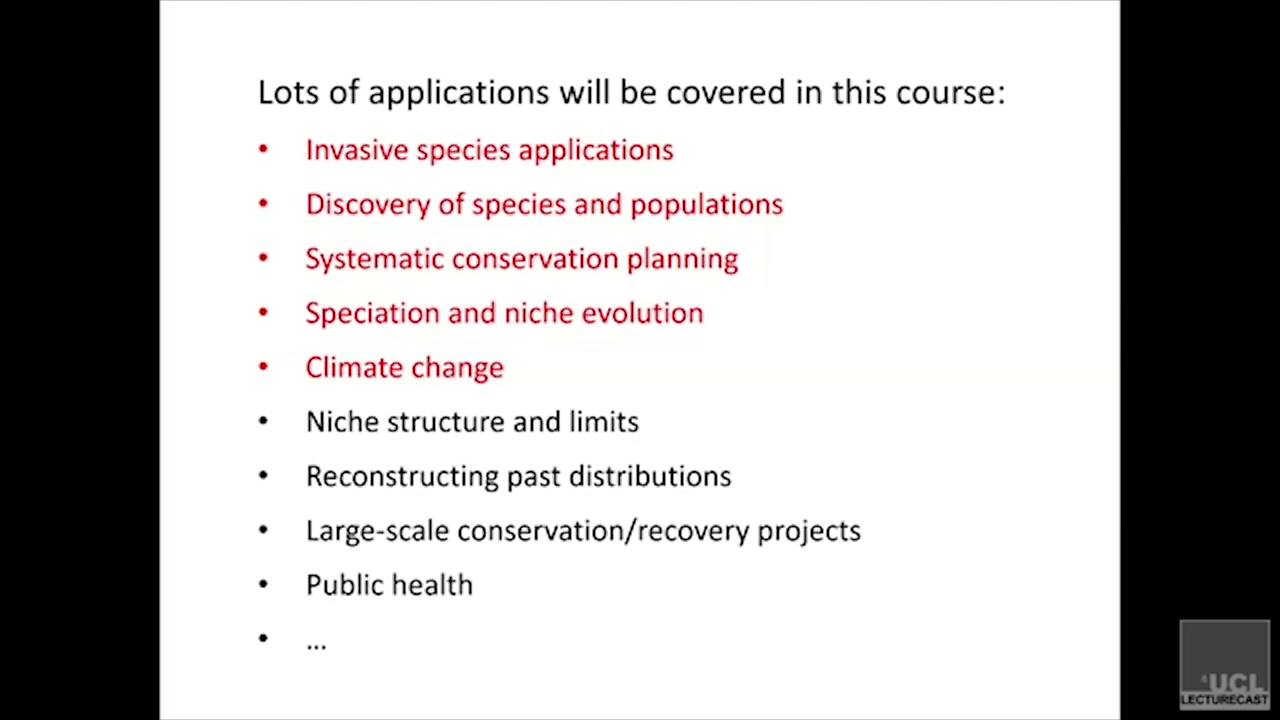 Lots of applications will be covered in this course:
• Invasive species applications
• Discovery of species and populations
• Systematic conservation planning
• Speciation and niche evolution
• Climate change
• Niche structure and limits
• Reconstructing past distributions
• Large-scale conservation/recovery projects
• Public health
• ...
UCL
LECTURECAST